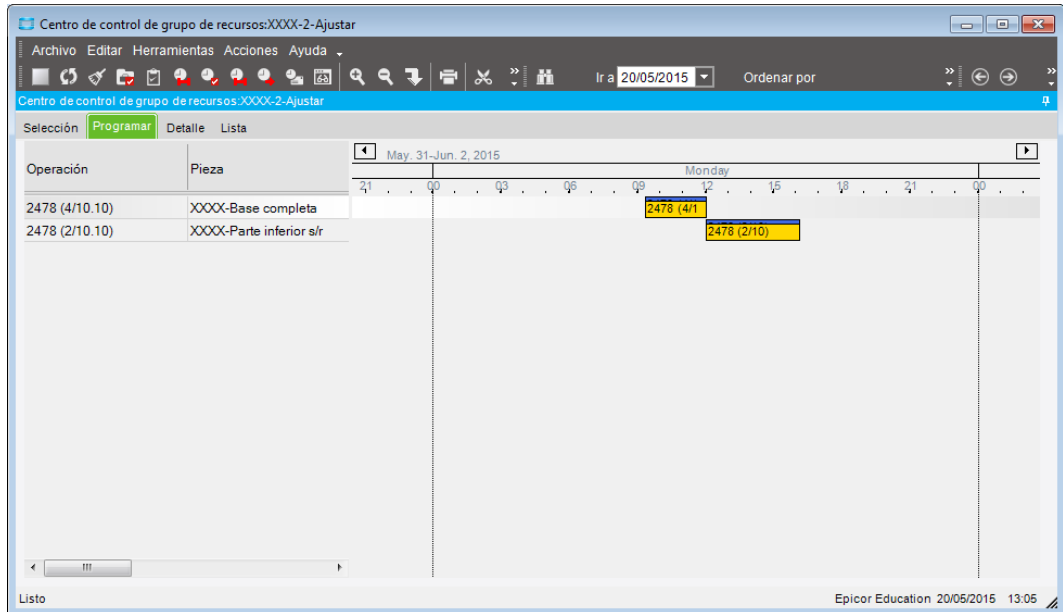 Centro de control de grupo de recursos:XXXX-2-Ajustar
Archivo Editar Herramientas Acciones Ayuda
Ir a 20/05/2015 Ordenar por
Centro de control de grupo de recursos:XXXX-2-Ajustar
Selección Programar Detalle Lista
May. 31-Jun. 2, 2015
Operación Pieza Monday
21 00 03 06 09 12 15 18 21 00
2478 (4/10.10) XXXX-Base completa 2478 (4/1
2478 (2/10.10) XXXX-Parte inferior s/r 2478 (2/10)
Listo Epicor Education 20/05/2015 13:05